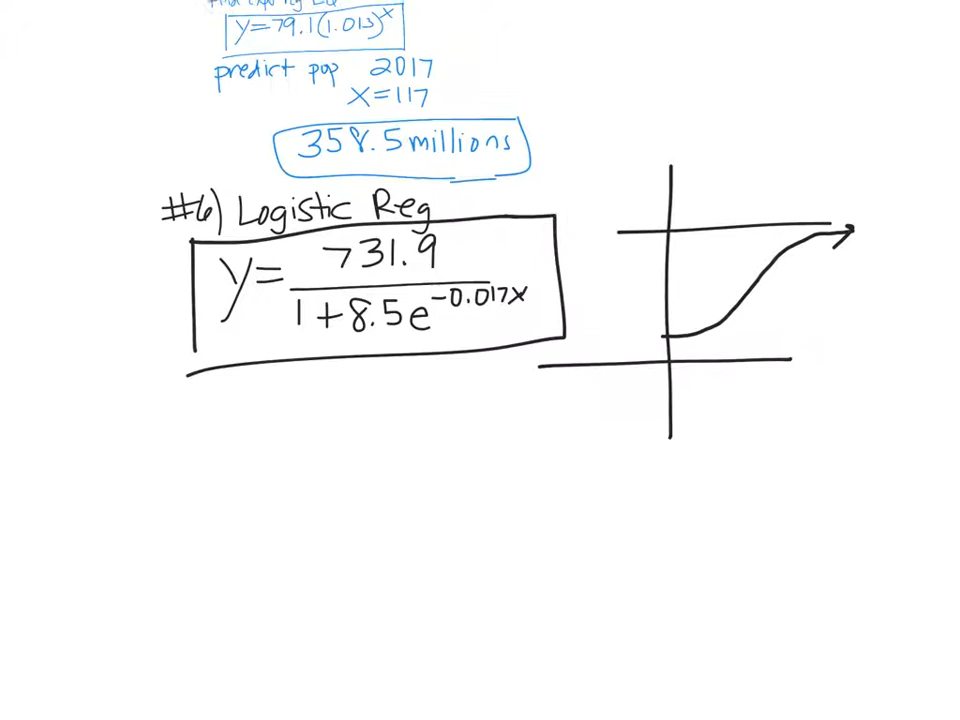 y=79.1(1.013)^x
predict pop 2017
x=117
358.5 millions
#6) Logistic Reg
y= 731.9
1+8.5e^-0.017x